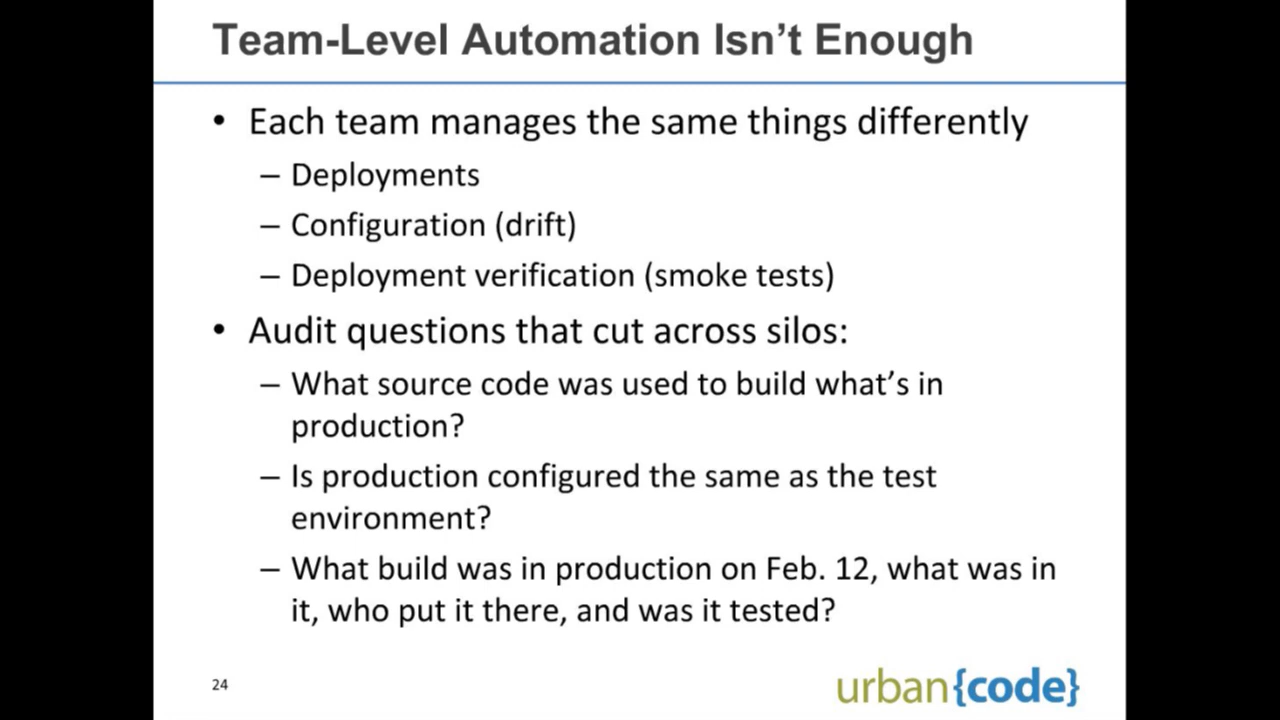 Team-Level Automation Isn't Enough
• Each team manages the same things differently
– Deployments
– Configuration (drift)
– Deployment verification (smoke tests)
• Audit questions that cut across silos:
– What source code was used to build what's in
production?
– Is production configured the same as the test
environment?
– What build was in production on Feb. 12, what was in
it, who put it there, and was it tested?
24
urban{code}